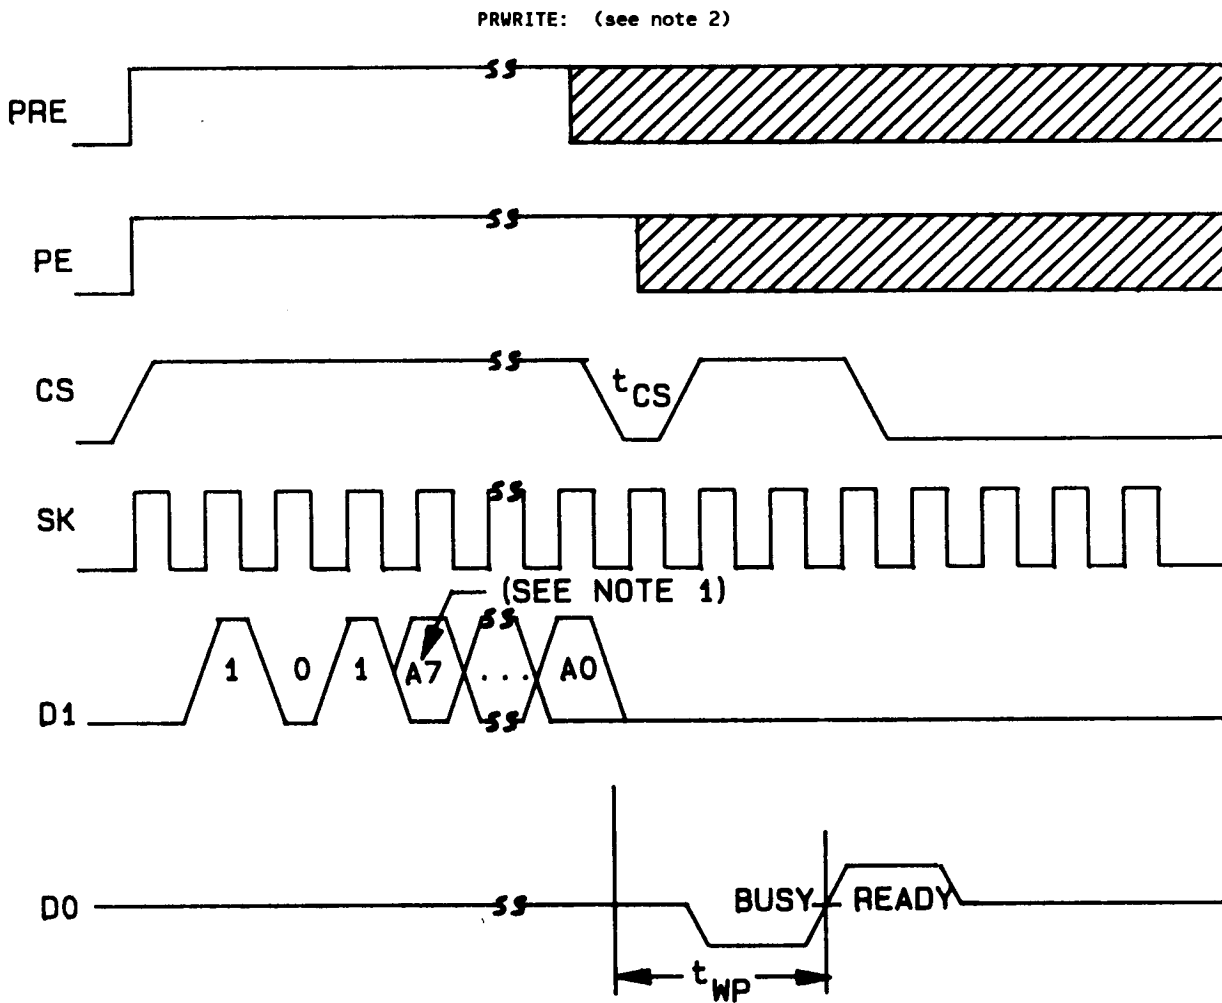 PRWRITE: (see note 2)
PRE
PE
CS
tCS
SK
(SEE NOTE 1)
D1
1 0 1 A7 ... A0
D0
BUSY READY
tWP